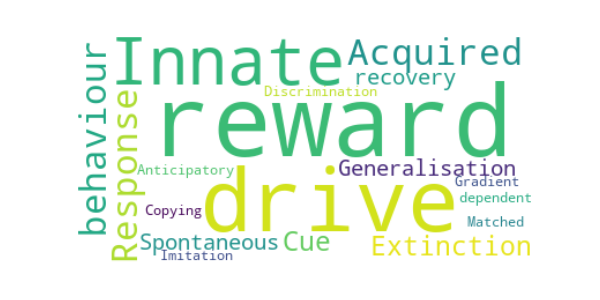 Innate
Acquired
recovery
Discrimination
reward
behaviour
Response
Anticipatory
Generalisation
Gradient
drive
dependent
Copying
Matched
Spontaneous
Cue
Extinction
Imitation